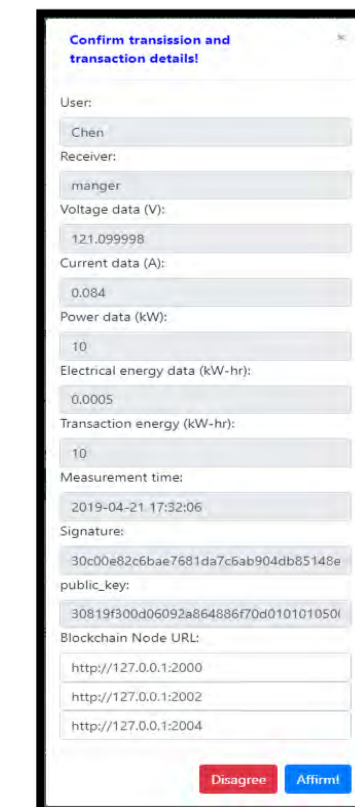 Confirm transission and
transaction details!
×
User:
Chen
Receiver:
manger
Voltage data (V):
121.099998
Current data (A):
0.084
Power data (kW):
10
Electrical energy data (kW-hr):
0.0005
Transaction energy (kW-hr):
10
Measurement time:
2019-04-21 17:32:06
Signature:
30c00e82c6bae7681da7c6ab904db85148e
public_key:
30819f300d06092a864886f70d010101050(
Blockchain Node URL:
http://127.0.0.1:2000
http://127.0.0.1:2002
http://127.0.0.1:2004
Disagree Affirm!